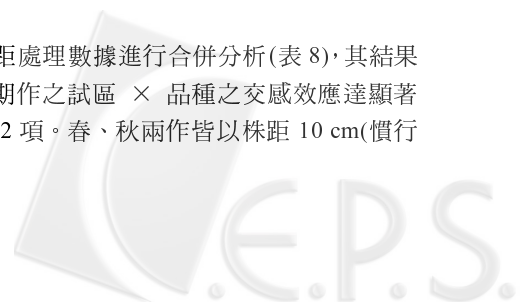 距處理數據進行合併分析(表 8)，其結果
期作之試區 × 品種之交感效應達顯著
2 項。春、秋兩作皆以株距 10 cm(慣行
C.E.P.S.